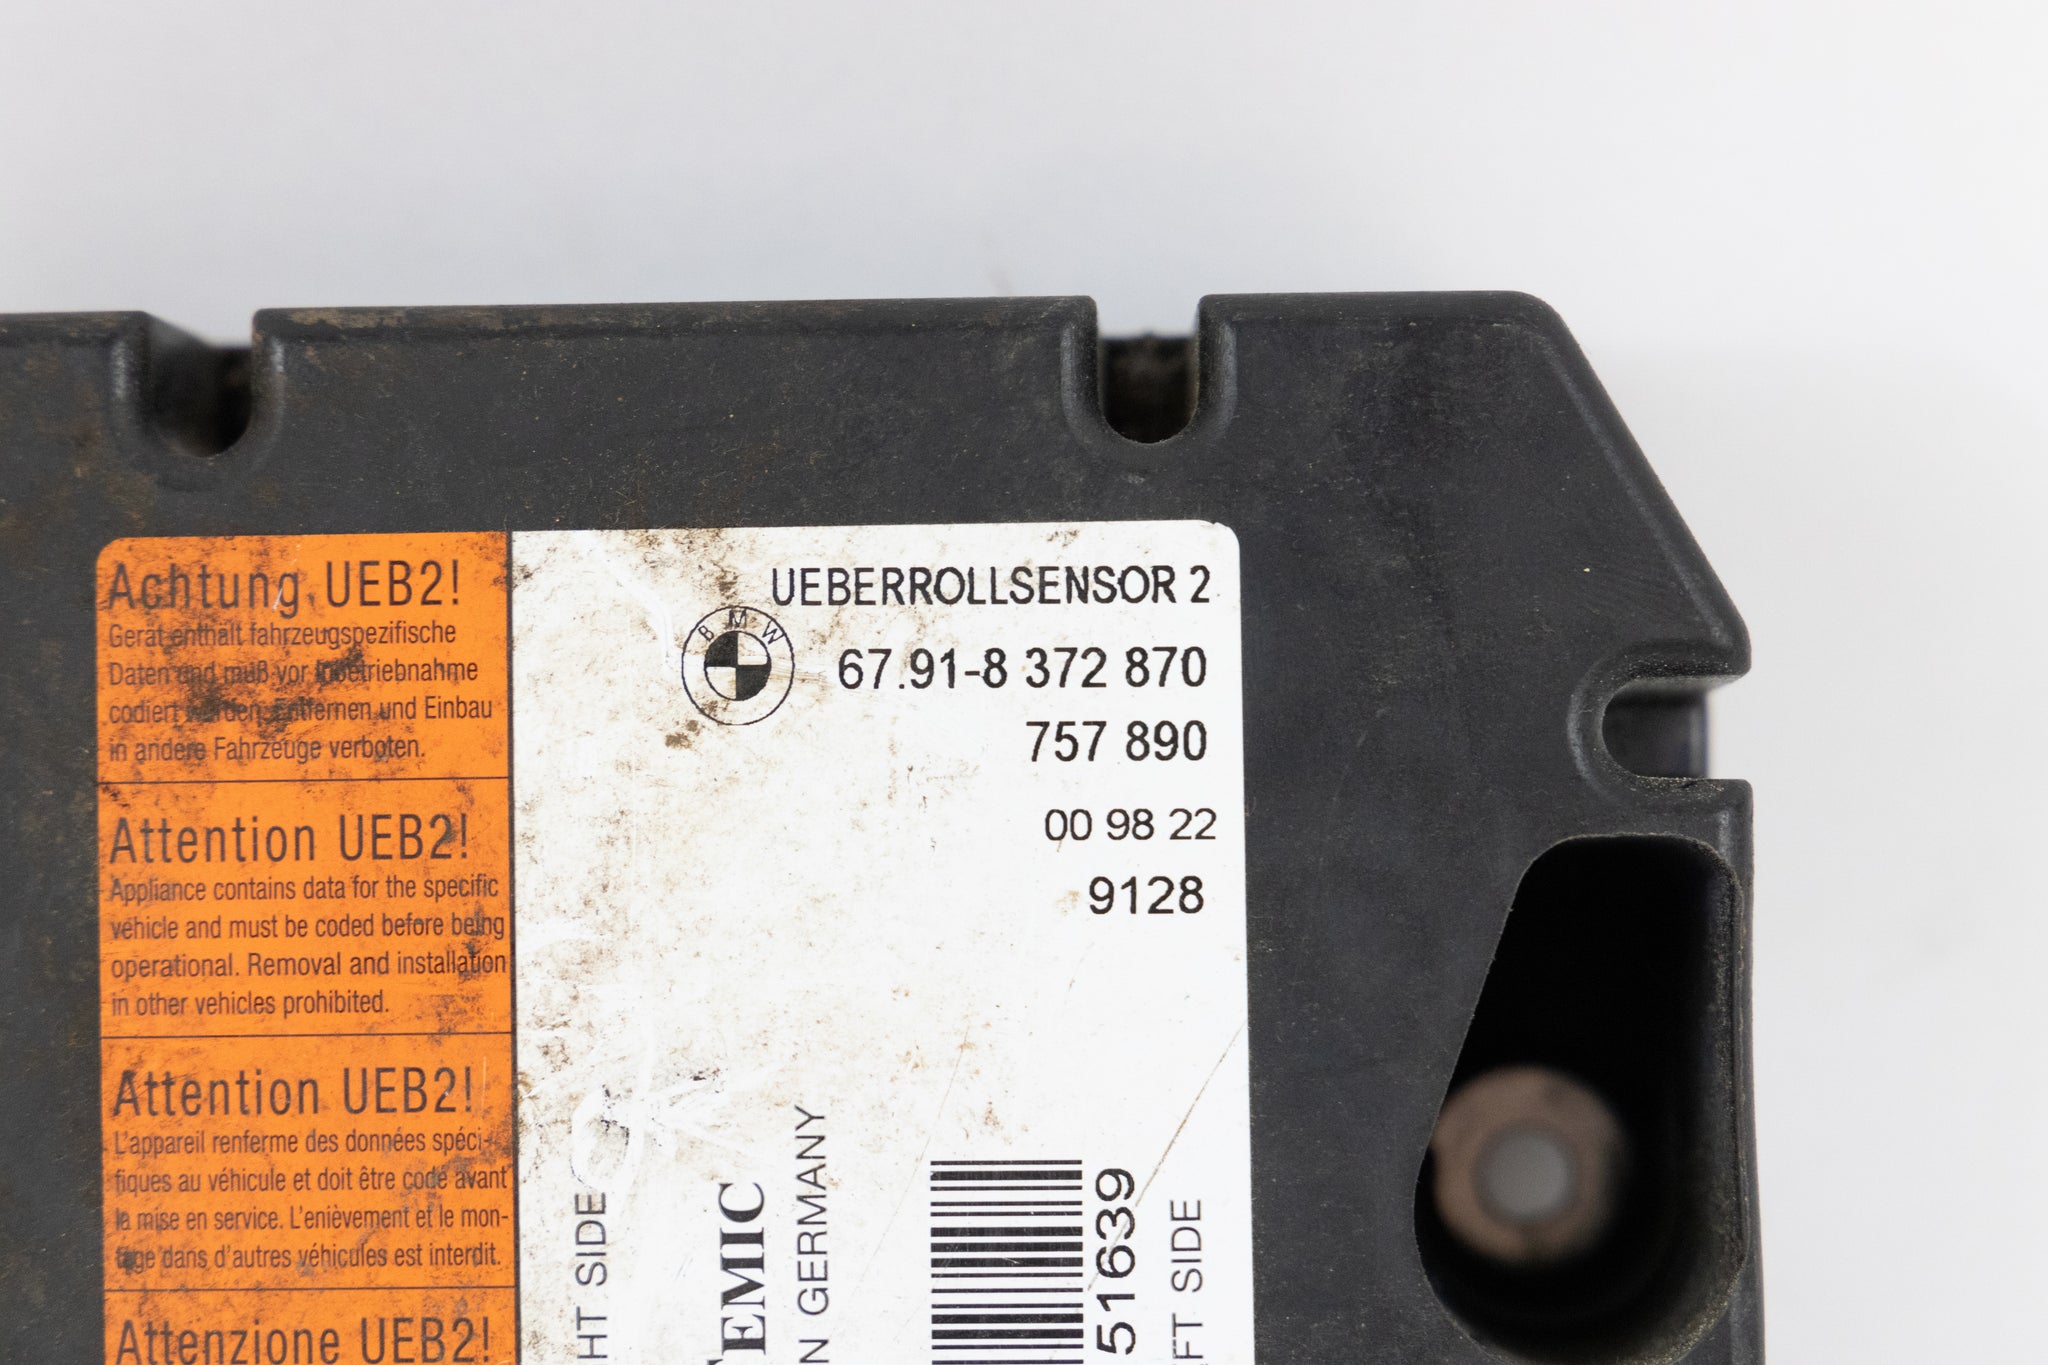 Achtung UEB2!
Gerät enthält fahrzeugspezifische
Daten und muß vor Inbetriebnahme
codiert werden. Entfernen und Einbau
in andere Fahrzeuge verboten.
Attention UEB2!
Appliance contains data for the specific
vehicle and must be coded before being
operational. Removal and installation
in other vehicles prohibited.
Attention UEB2!
L'appareil renferme des données spéci-
fiques au véhicule et doit être codé avant
la mise en service. L'enièvement et le mon-
tage dans d'autres véhicules est interdit.
Attenzione UEB2!
UEBERROLLSENSOR 2
BMW
67.91-8 372 870
757 890
00 98 22
9128
HT SIDE
TEMIC
IN GERMANY
51639
FT SIDE